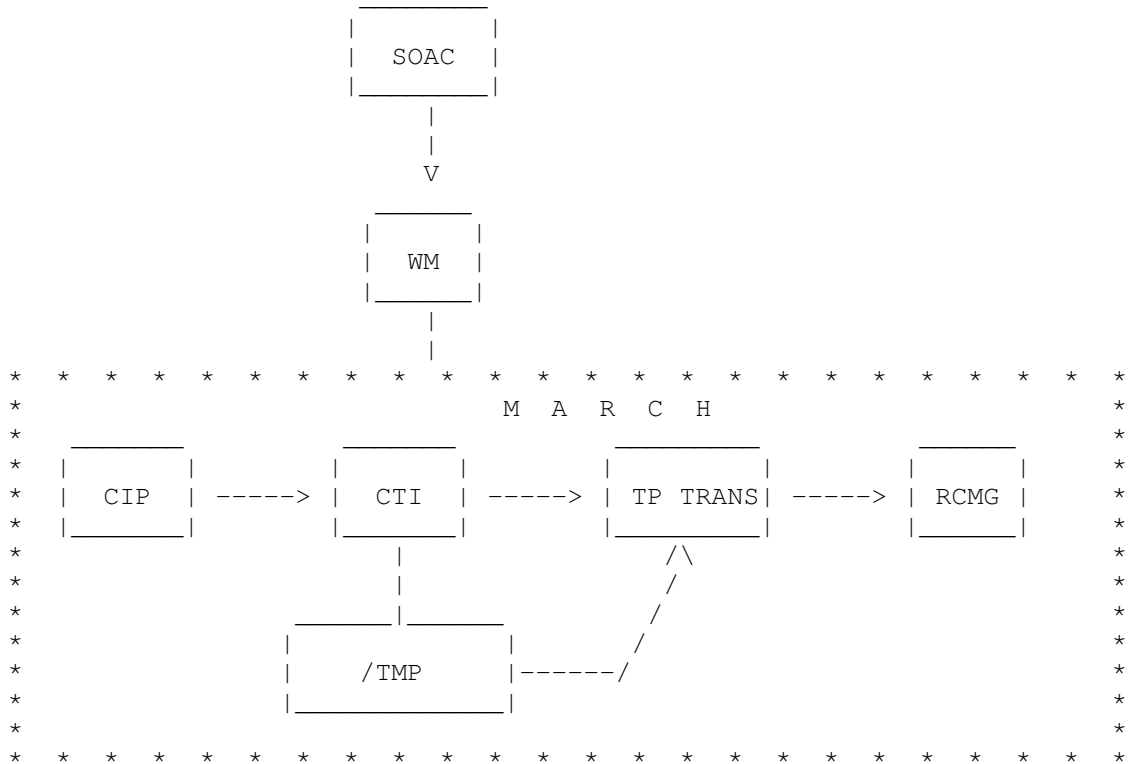 SOAC
V
WM
M A R C H
CIP -----> CTI -----> TP TRANS -----> RCMG
/TMP